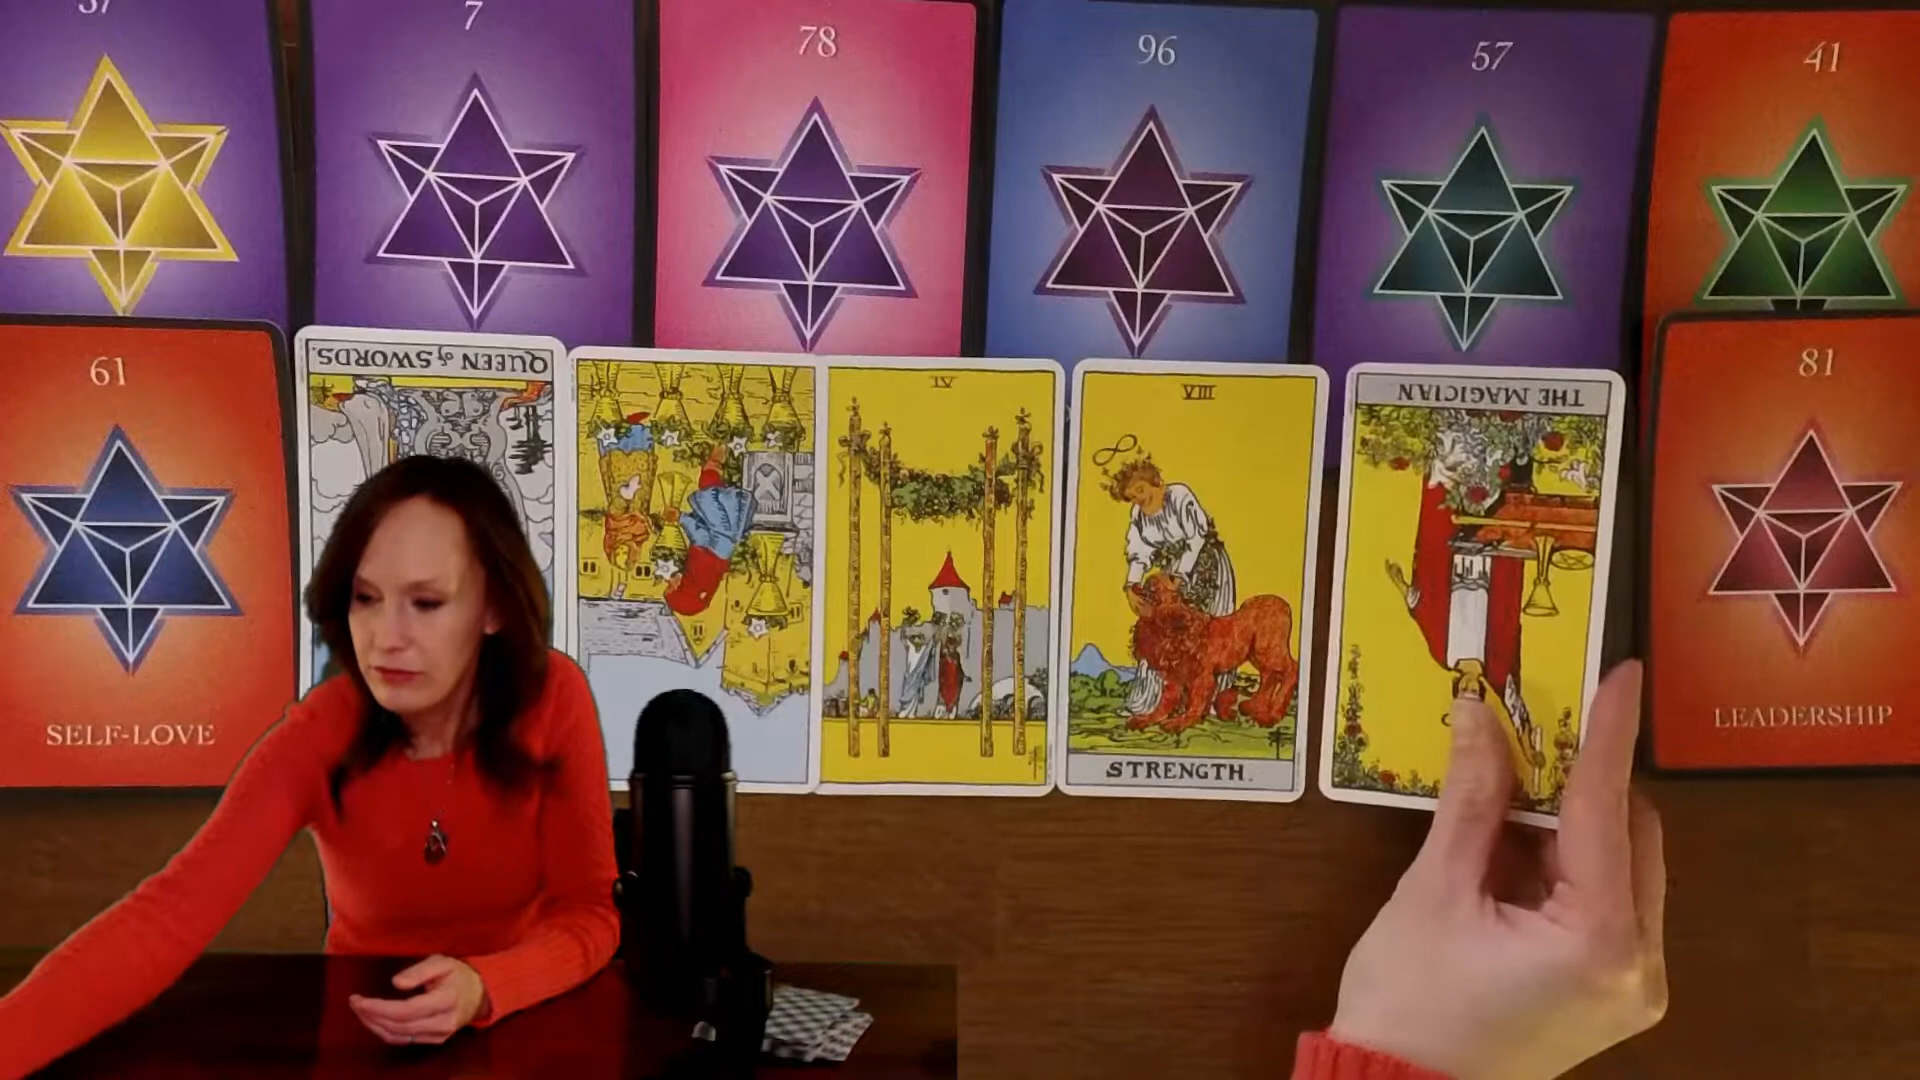 37
7
78
96
57
41
61
SELF-LOVE
QUEEN of SWORDS.
VI
VIII
STRENGTH.
THE MAGICIAN.
81
LEADERSHIP